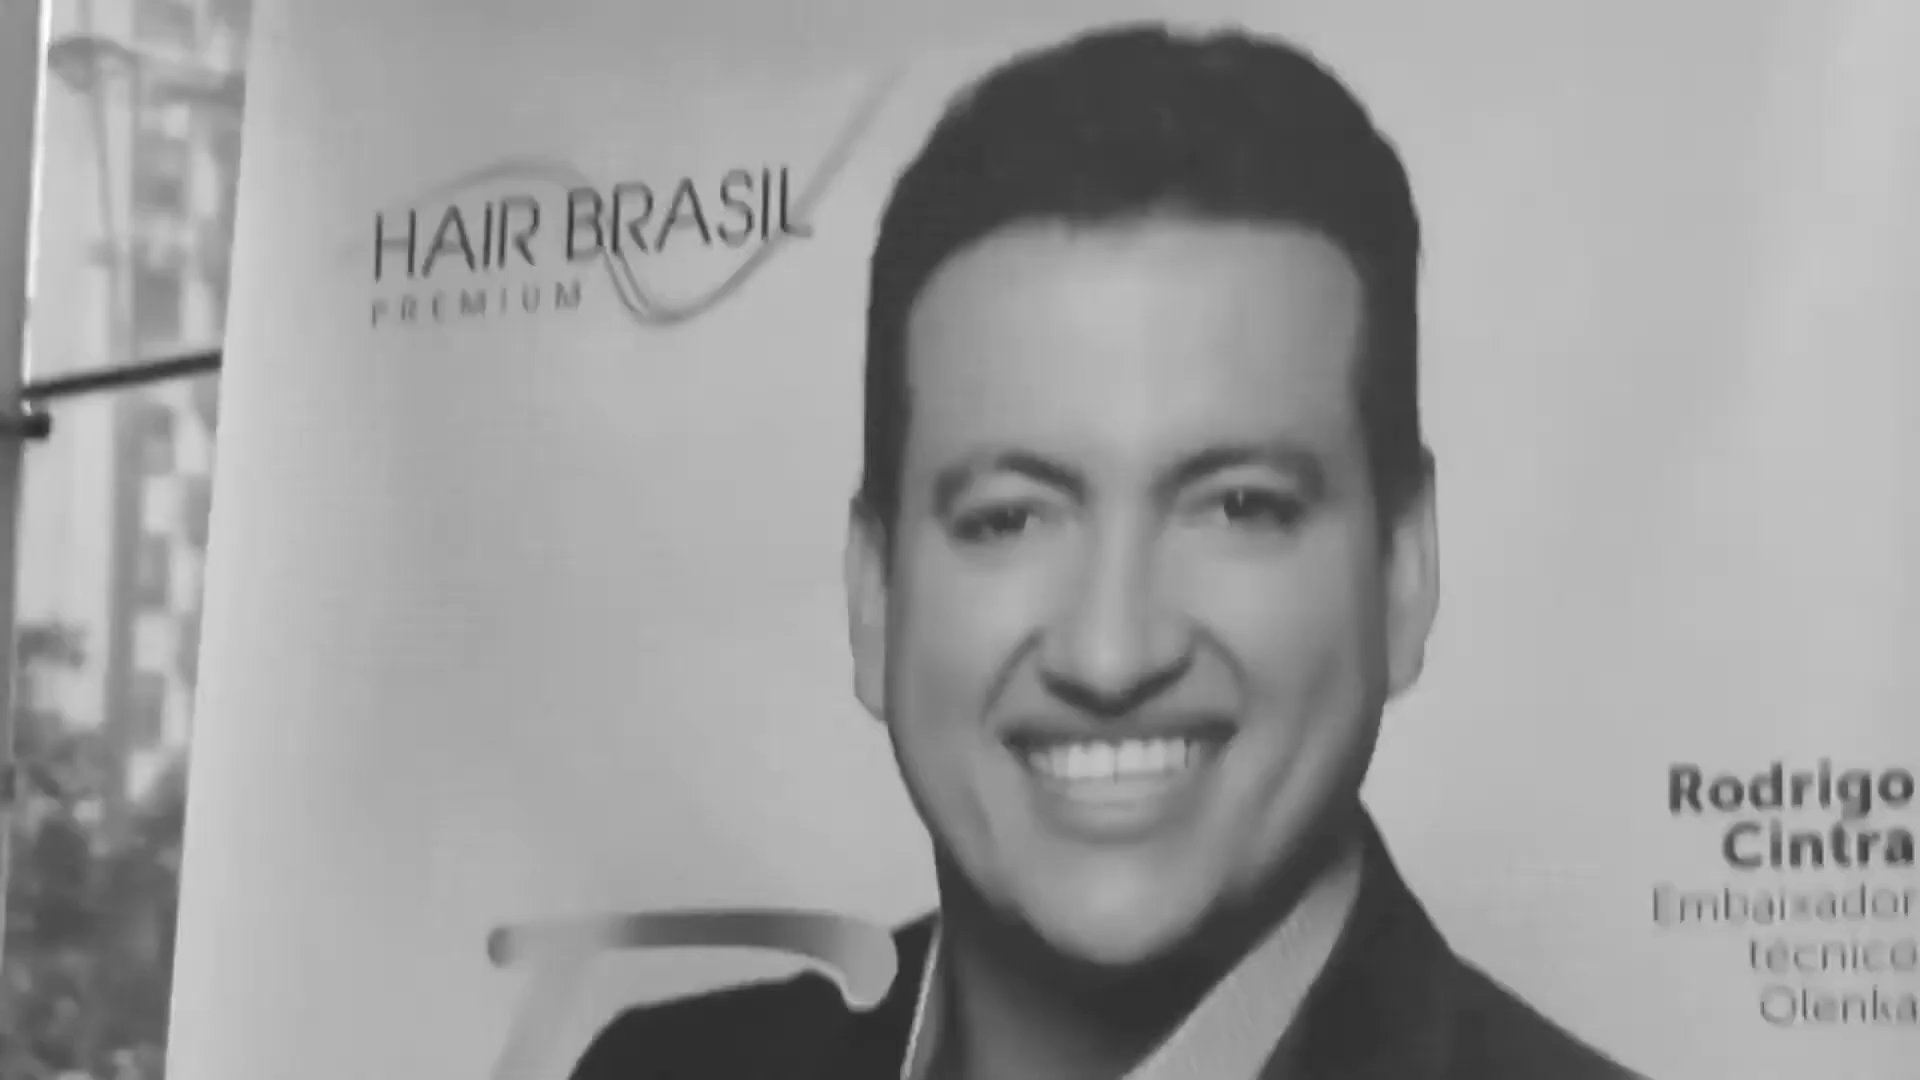 HAIR BRASIL
PREMIUM
Rodrigo
Cintra
Embaixador
técnico
Olenka